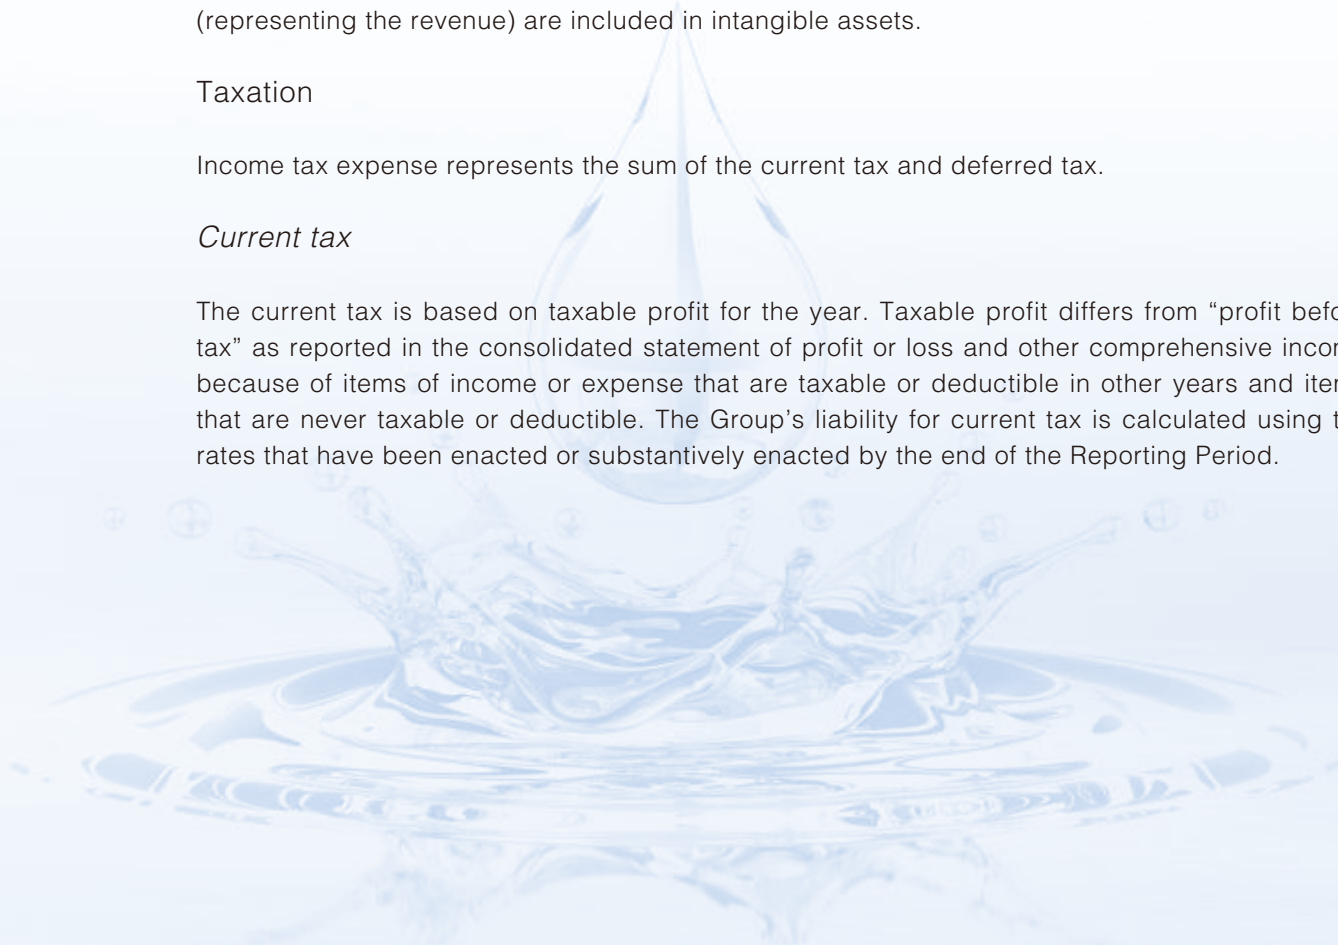 (representing the revenue) are included in intangible assets.
Taxation
Income tax expense represents the sum of the current tax and deferred tax.
Current tax
The current tax is based on taxable profit for the year. Taxable profit differs from “profit
tax” as reported in the consolidated statement of profit or loss and other comprehensive
because of items of income or expense that are taxable or deductible in other years and
that are never taxable or deductible. The Group’s liability for current tax is calculated using
rates that have been enacted or substantively enacted by the end of the Reporting Period.